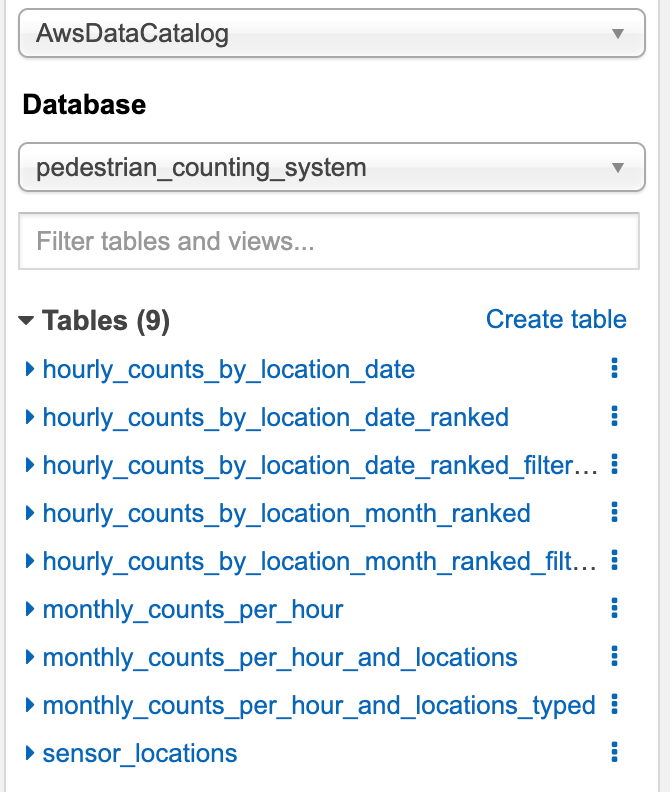 AwsDataCatalog
Database
pedestrian_counting_system
Filter tables and views...
Tables (9) Create table
hourly_counts_by_location_date
hourly_counts_by_location_date_ranked
hourly_counts_by_location_date_ranked_filter...
hourly_counts_by_location_month_ranked
hourly_counts_by_location_month_ranked_filt...
monthly_counts_per_hour
monthly_counts_per_hour_and_locations
monthly_counts_per_hour_and_locations_typed
sensor_locations